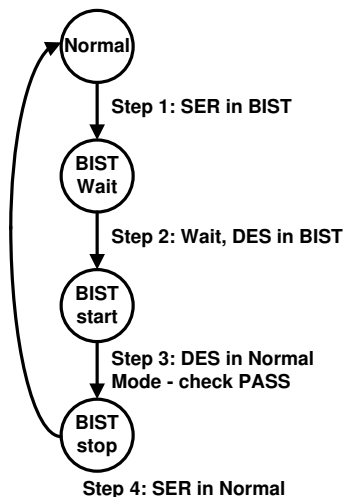 Normal
Step 1: SER in BIST
BIST
Wait
Step 2: Wait, DES in BIST
BIST
start
Step 3: DES in Normal
Mode - check PASS
BIST
stop
Step 4: SER in Normal